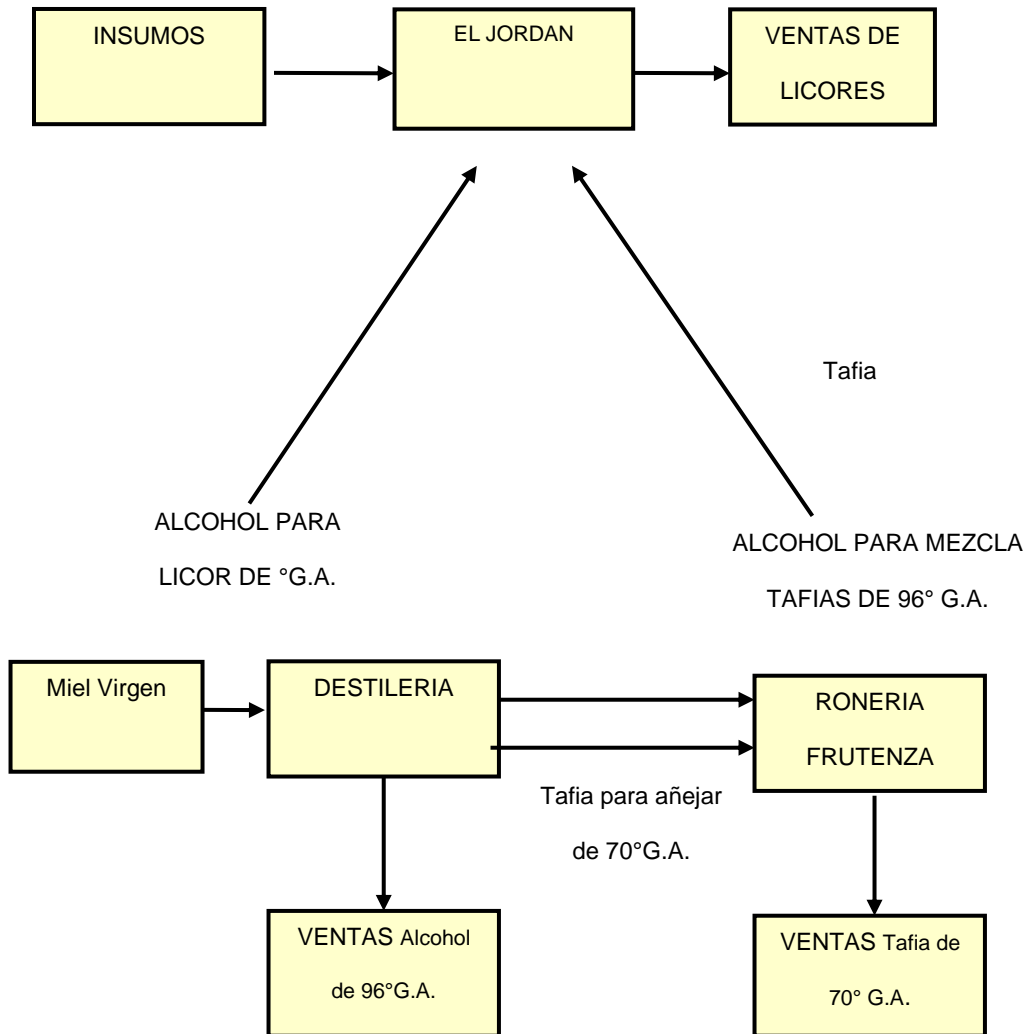 INSUMOS
EL JORDAN
VENTAS DE
LICORES
Tafia
ALCOHOL PARA
LICOR DE °G.A.
ALCOHOL PARA MEZCLA
TAFIAS DE 96° G.A.
Miel Virgen
DESTILERIA
RONERIA
FRUTENZA
Tafia para añejar
de 70°G.A.
VENTAS Alcohol
de 96°G.A.
VENTAS Tafia de
70° G.A.